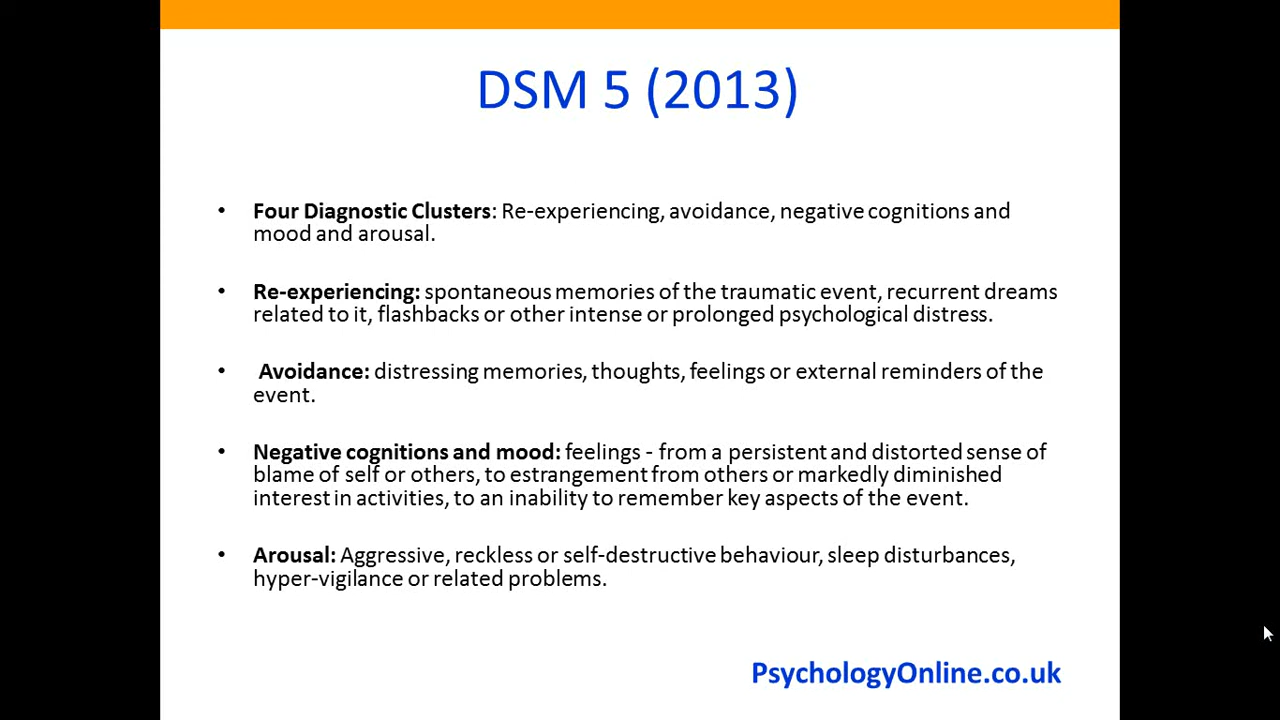 DSM 5 (2013)
• Four Diagnostic Clusters: Re-experiencing, avoidance, negative cognitions and
mood and arousal.
• Re-experiencing: spontaneous memories of the traumatic event, recurrent dreams
related to it, flashbacks or other intense or prolonged psychological distress.
• Avoidance: distressing memories, thoughts, feelings or external reminders of the
event.
• Negative cognitions and mood: feelings - from a persistent and distorted sense of
blame of self or others, to estrangement from others or markedly diminished
interest in activities, to an inability to remember key aspects of the event.
• Arousal: Aggressive, reckless or self-destructive behaviour, sleep disturbances,
hyper-vigilance or related problems.
PsychologyOnline.co.uk